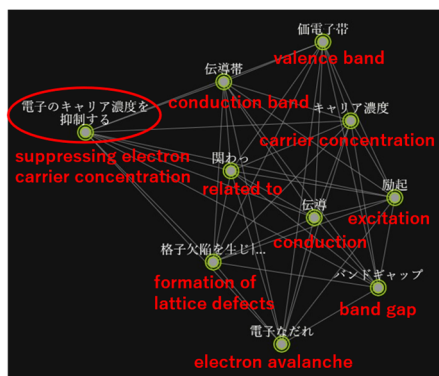 価電子帯
valence band
伝導帯
conduction band
電子のキャリア濃度を
抑制する
suppressing electron
carrier concentration
キャリア濃度
carrier concentration
関わっ
related to
励起
excitation
伝導
conduction
格子欠陥を生じ|...
formation of
lattice defects
バンドギャップ
band gap
電子なだれ
electron avalanche